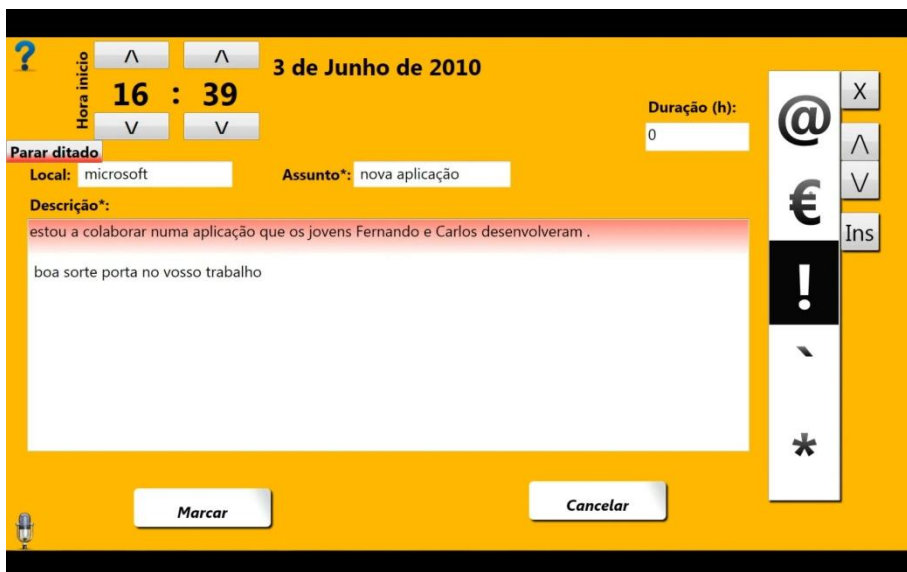 ?
Hora inicio
/\ /\
16 : 39
\/ \/
3 de Junho de 2010
Duração (h):
0
Parar ditado
Local: microsoft
Assunto*: nova aplicação
Descrição*:
estou a colaborar numa aplicação que os jovens Fernando e Carlos desenvolveram .
boa sorte porta no vosso trabalho
Marcar
Cancelar
@
€
!
`
*
X
/\
\/
Ins